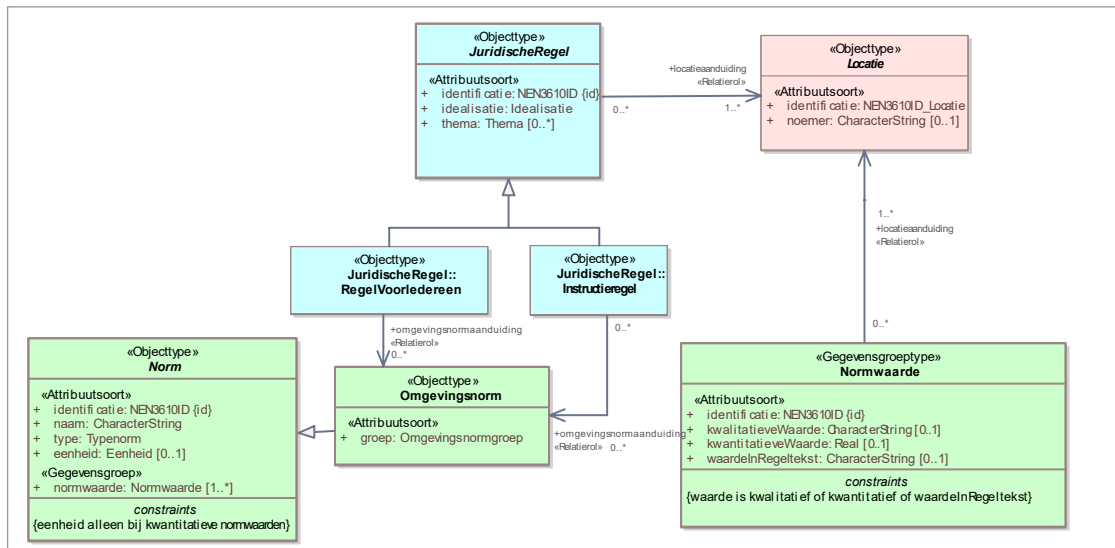 «Objecttype»
JuridischeRegel
«Attribuutsoort»
+ identificatie: NEN3610ID {id}
+ idealisatie: Idealisatie
+ thema: Thema [0..*]
+locatieaanduiding
«Relatierol»
0..*
1..*
«Objecttype»
Locatie
«Attribuutsoort»
+ identificatie: NEN3610ID_Locatie
+ noemer: CharacterString [0..1]
1..*
+locatieaanduiding
«Relatierol»
0..*
«Objecttype»
JuridischeRegel::
RegelVoorIedereen
«Objecttype»
JuridischeRegel::
Instructieregel
+omgevingsnormaanduiding
«Relatierol»
0..*
0..*
«Objecttype»
Norm
«Attribuutsoort»
+ identificatie: NEN3610ID {id}
+ naam: CharacterString
+ type: Typenorm
+ eenheid: Eenheid [0..1]
«Gegevensgroep»
+ normwaarde: Normwaarde [1..*]
constraints
{eenheid alleen bij kwantitatieve normwaarden}
«Objecttype»
Omgevingsnorm
«Attribuutsoort»
+ groep: Omgevingsnormgroep
+omgevingsnormaanduiding
«Relatierol»
0..*
«Gegevensgroeptype»
Normwaarde
«Attribuutsoort»
+ identificatie: NEN3610ID {id}
+ kwalitatieveWaarde: CharacterString [0..1]
+ kwantitatieveWaarde: Real [0..1]
+ waardeInRegeltekst: CharacterString [0..1]
constraints
{waarde is kwalitatief of kwantitatief of waardeInRegeltekst}